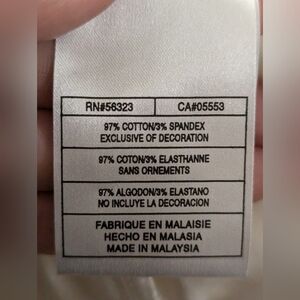 RN#56323 CA#05553
97% COTTON/3% SPANDEX
EXCLUSIVE OF DECORATION
97% COTON/3% ELASTHANNE
SANS ORNEMENTS
97% ALGODON/3% ELASTANO
NO INCLUYE LA DECORACION
FABRIQUE EN MALAISIE
HECHO EN MALASIA
MADE IN MALAYSIA